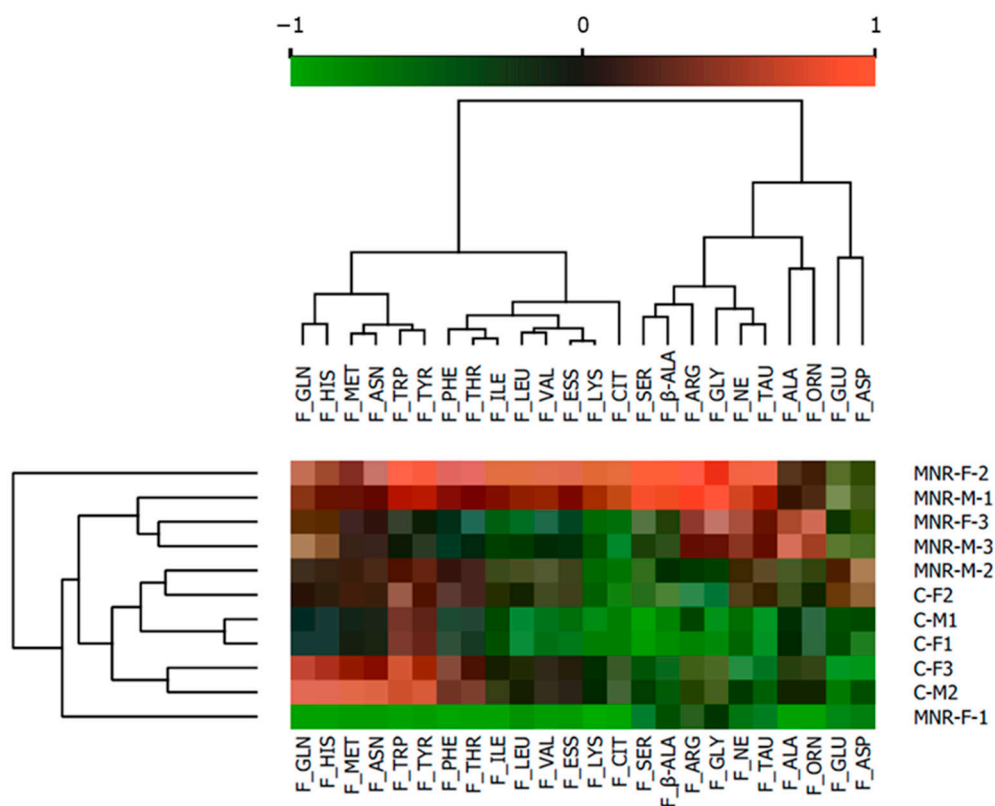 −1 0 1
F_GLN F_HIS F_MET F_ASN F_TRP F_TYR F_PHE F_THR F_ILE F_LEU F_VAL F_ESS F_LYS F_CIT F_SER F_β-ALA F_ARG F_GLY F_NE F_TAU F_ALA F_ORN F_GLU F_ASP
MNR-F-2
MNR-M-1
MNR-F-3
MNR-M-3
MNR-M-2
C-F2
C-M1
C-F1
C-F3
C-M2
MNR-F-1
F_GLN F_HIS F_MET F_ASN F_TRP F_TYR F_PHE F_THR F_ILE F_LEU F_VAL F_ESS F_LYS F_CIT F_SER F_β-ALA F_ARG F_GLY F_NE F_TAU F_ALA F_ORN F_GLU F_ASP